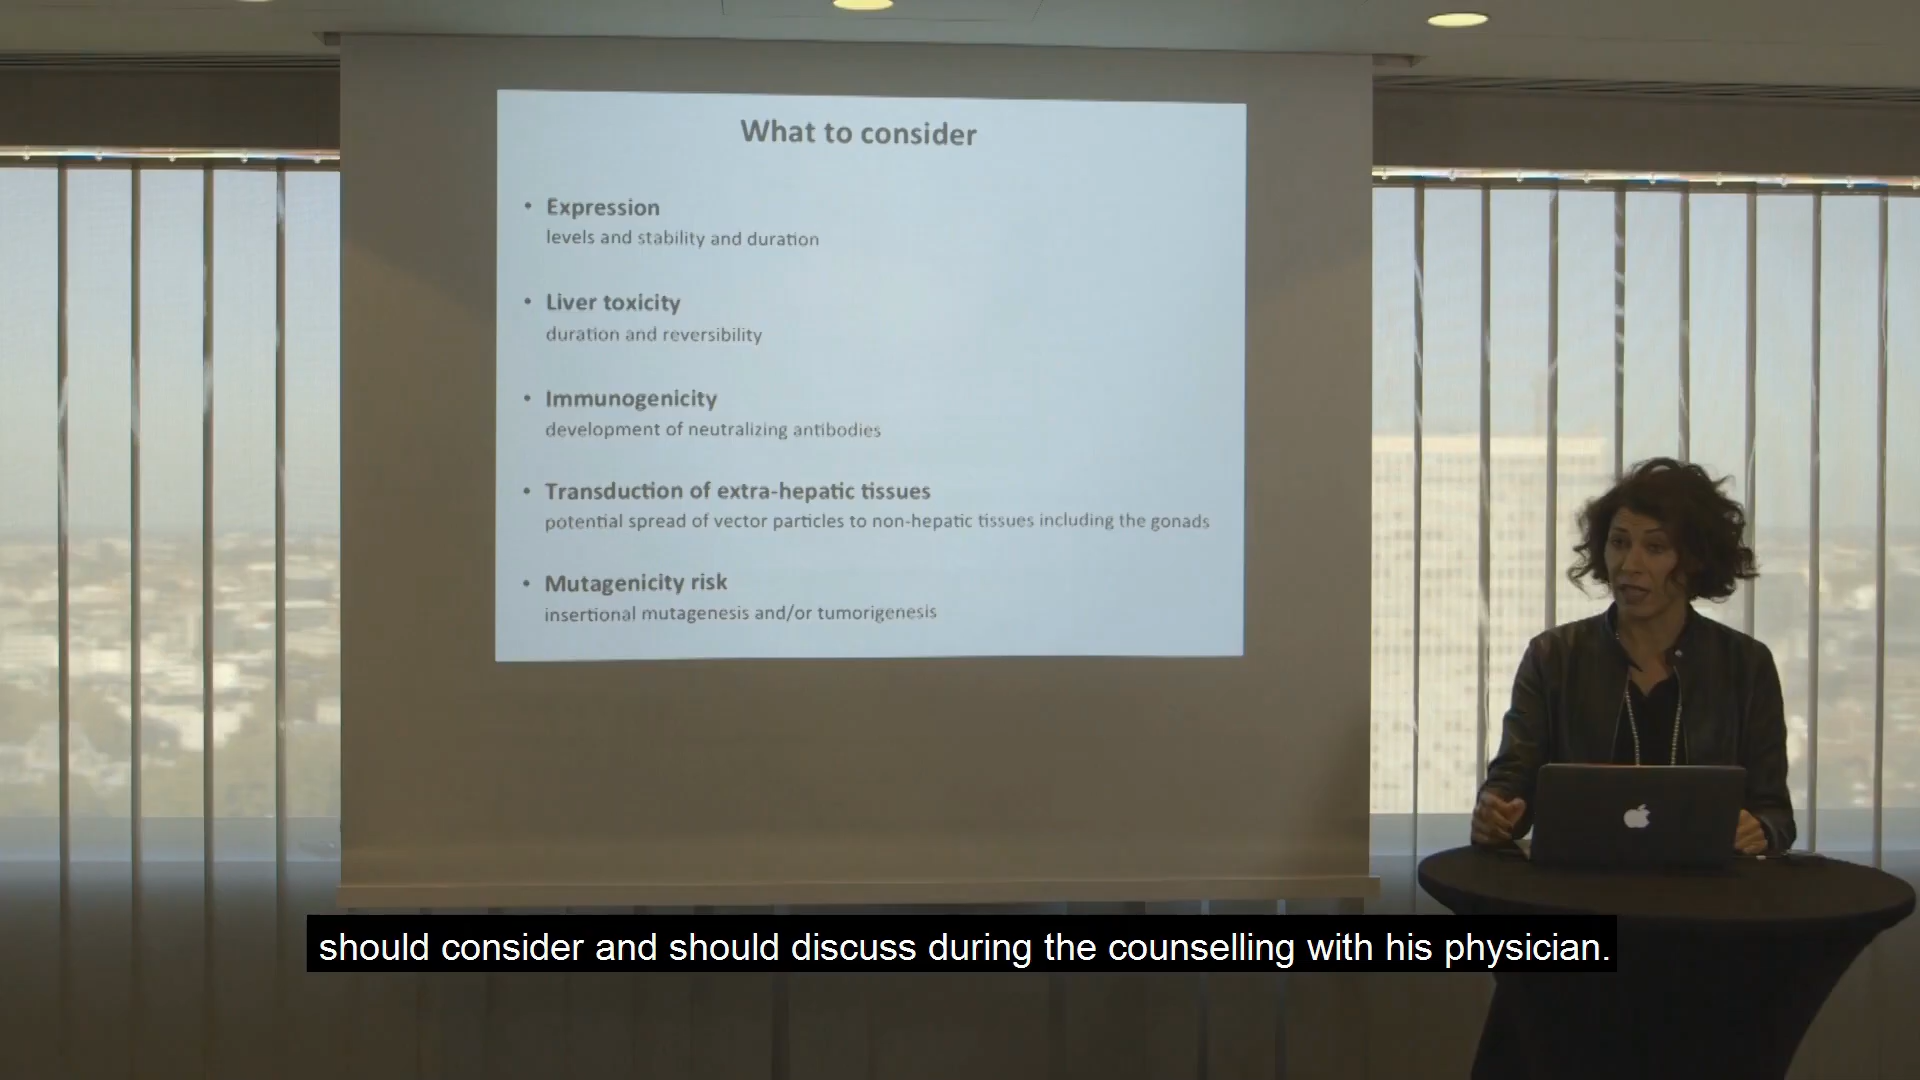 What to consider
• Expression
levels and stability and duration
• Liver toxicity
duration and reversibility
• Immunogenicity
development of neutralizing antibodies
• Transduction of extra-hepatic tissues
potential spread of vector particles to non-hepatic tissues including the gonads
• Mutagenicity risk
insertional mutagenesis and/or tumorigenesis
should consider and should discuss during the counselling with his physician.